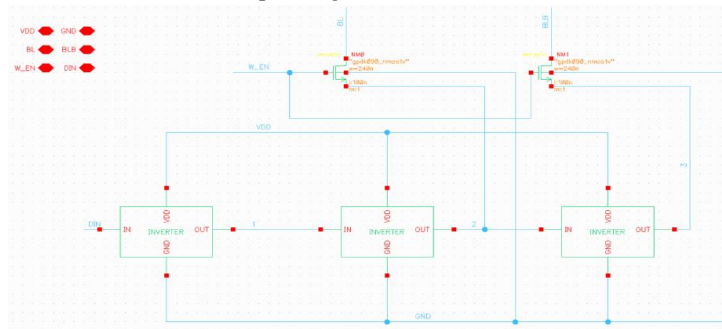 VDD GND
BL BLB
W_EN DIN
BL
BLB
W_EN
NM0
"gpdk090_nmos1v"
w=240n
l:100n
m:1
NM1
"gpdk090_nmos1v"
w=240n
l:100n
m:1
VDD
3
DIN
IN
VDD
INVERTER
GND
OUT
1
IN
VDD
INVERTER
GND
OUT
2
IN
VDD
INVERTER
GND
OUT
GND